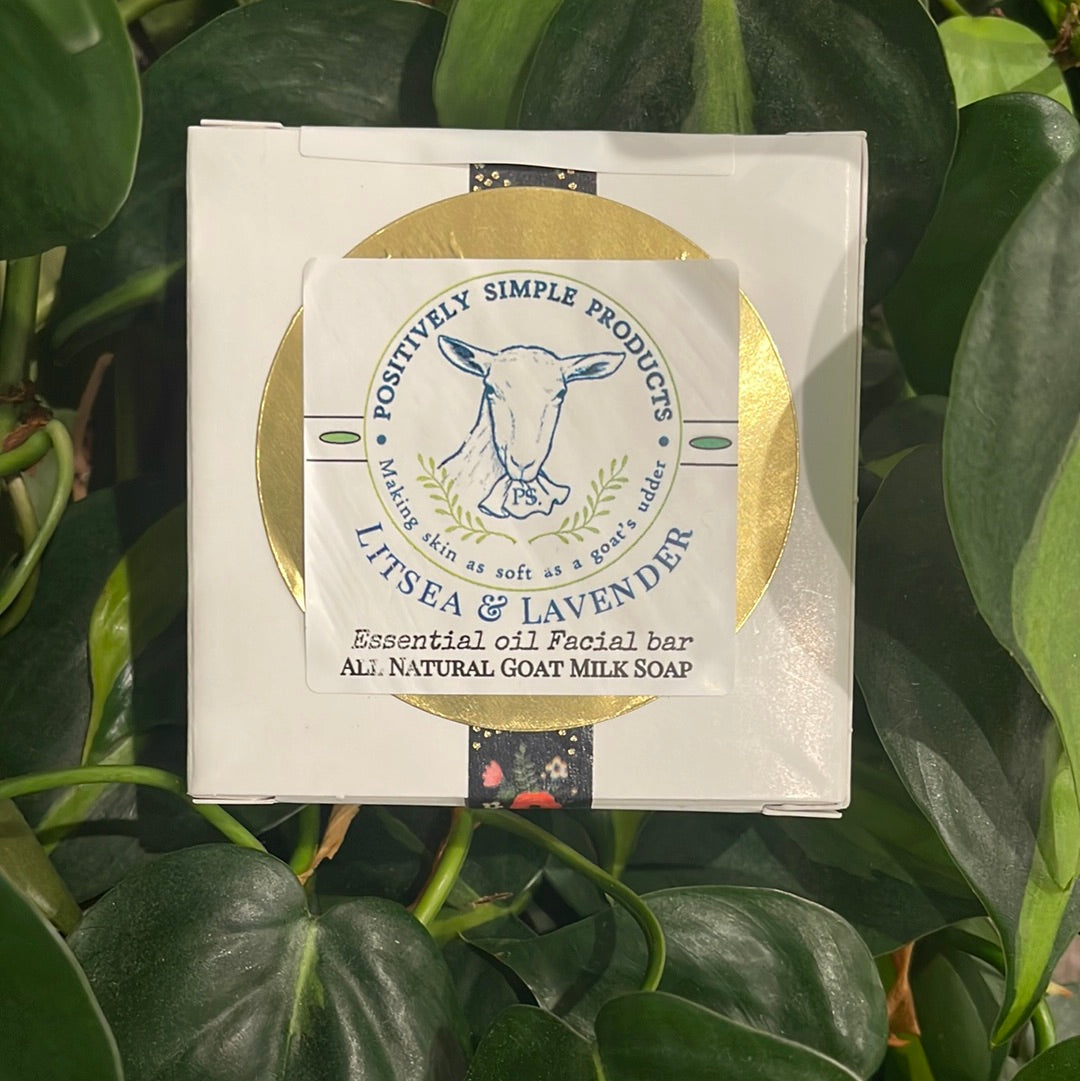 POSITIVELY SIMPLE PRODUCTS
PS.
Making skin as soft as a goat's udder
LITSEA & LAVENDER
Essential oil Facial bar
ALL NATURAL GOAT MILK SOAP